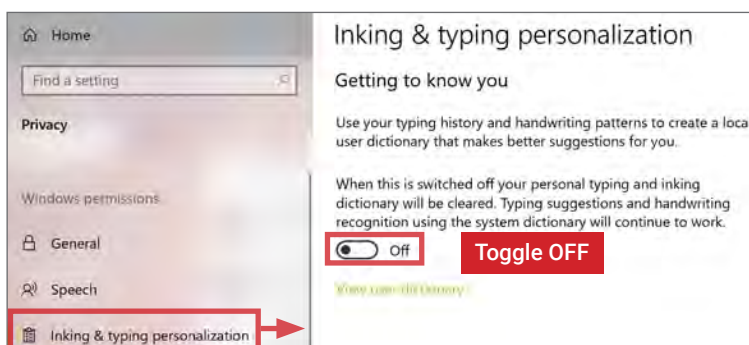 Home
Find a setting
Privacy
Windows permissions
General
Speech
Inking & typing personalization
Inking & typing personalization
Getting to know you
Use your typing history and handwriting patterns to create a loca
user dictionary that makes better suggestions for you.
When this is switched off your personal typing and inking
dictionary will be cleared. Typing suggestions and handwriting
recognition using the system dictionary will continue to work.
Off
Toggle OFF
View user dictionary